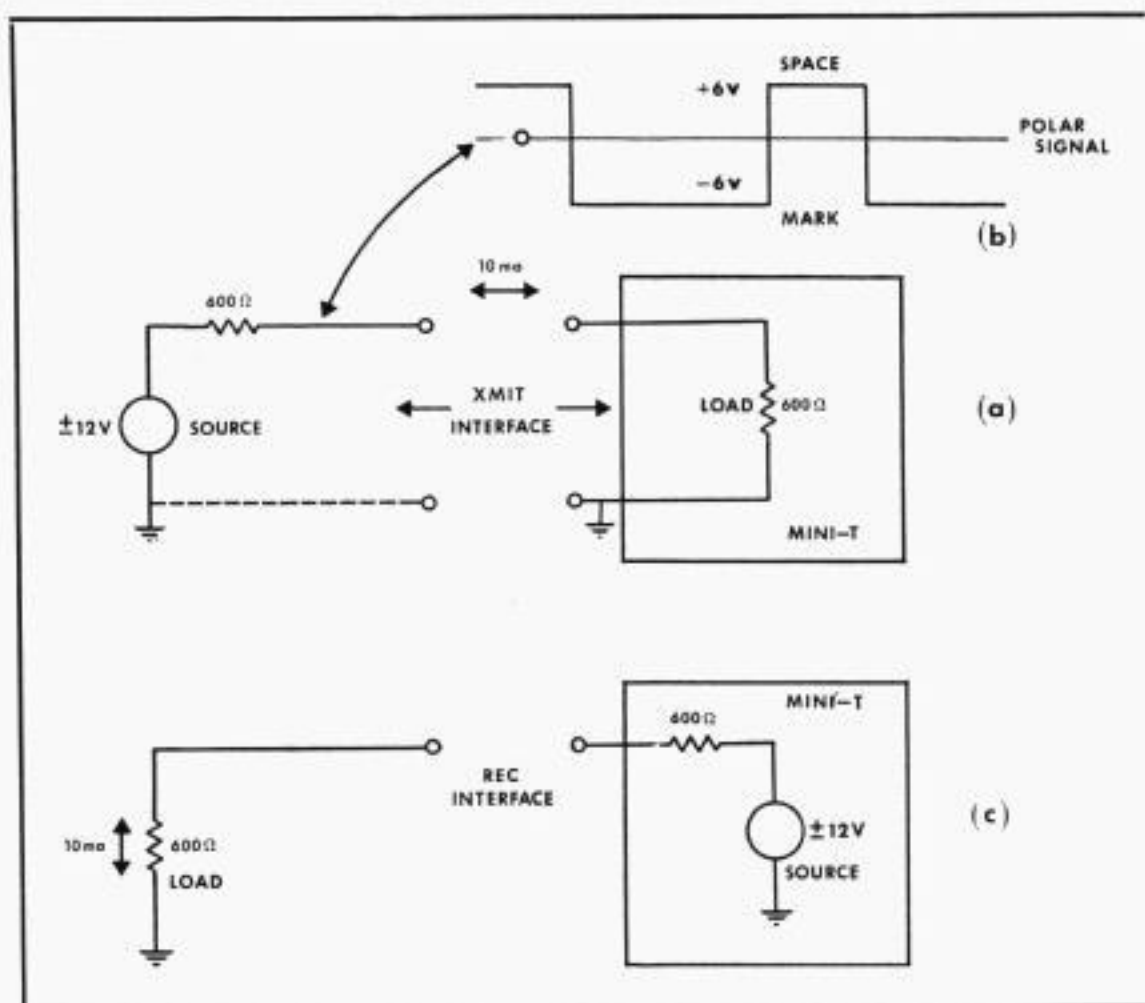 SPACE
+6v
POLAR
SIGNAL
−6v
MARK
(b)
10 ma
600Ω
XMIT
INTERFACE
LOAD
600Ω
(a)
±12V
SOURCE
MINI-T
MINI-T
600Ω
REC
INTERFACE
(c)
10 ma
600Ω
LOAD
±12V
SOURCE